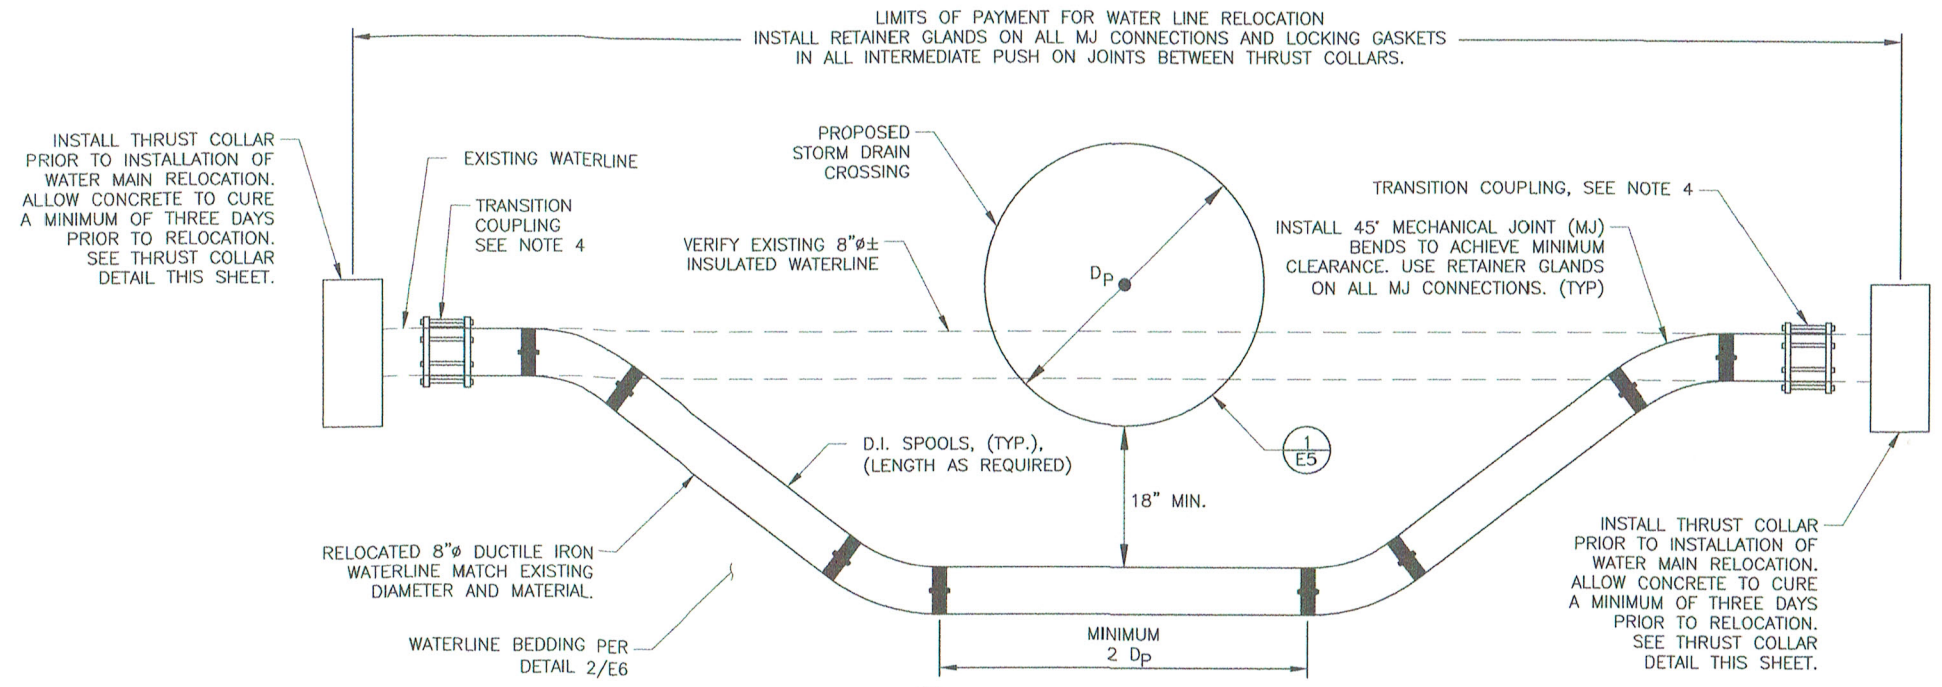 LIMITS OF PAYMENT FOR WATER LINE RELOCATION
INSTALL RETAINER GLANDS ON ALL MJ CONNECTIONS AND LOCKING GASKETS
IN ALL INTERMEDIATE PUSH ON JOINTS BETWEEN THRUST COLLARS.
INSTALL THRUST COLLAR
PRIOR TO INSTALLATION OF
WATER MAIN RELOCATION.
ALLOW CONCRETE TO CURE
A MINIMUM OF THREE DAYS
PRIOR TO RELOCATION.
SEE THRUST COLLAR
DETAIL THIS SHEET.
EXISTING WATERLINE
TRANSITION
COUPLING
SEE NOTE 4
VERIFY EXISTING 8"ø±
INSULATED WATERLINE
PROPOSED
STORM DRAIN
CROSSING
DP
TRANSITION COUPLING, SEE NOTE 4
INSTALL 45° MECHANICAL JOINT (MJ)
BENDS TO ACHIEVE MINIMUM
CLEARANCE. USE RETAINER GLANDS
ON ALL MJ CONNECTIONS. (TYP)
D.I. SPOOLS, (TYP.),
(LENGTH AS REQUIRED)
1
E5
18" MIN.
RELOCATED 8"ø DUCTILE IRON
WATERLINE MATCH EXISTING
DIAMETER AND MATERIAL.
WATERLINE BEDDING PER
DETAIL 2/E6
MINIMUM
2 DP
INSTALL THRUST COLLAR
PRIOR TO INSTALLATION OF
WATER MAIN RELOCATION.
ALLOW CONCRETE TO CURE
A MINIMUM OF THREE DAYS
PRIOR TO RELOCATION.
SEE THRUST COLLAR
DETAIL THIS SHEET.